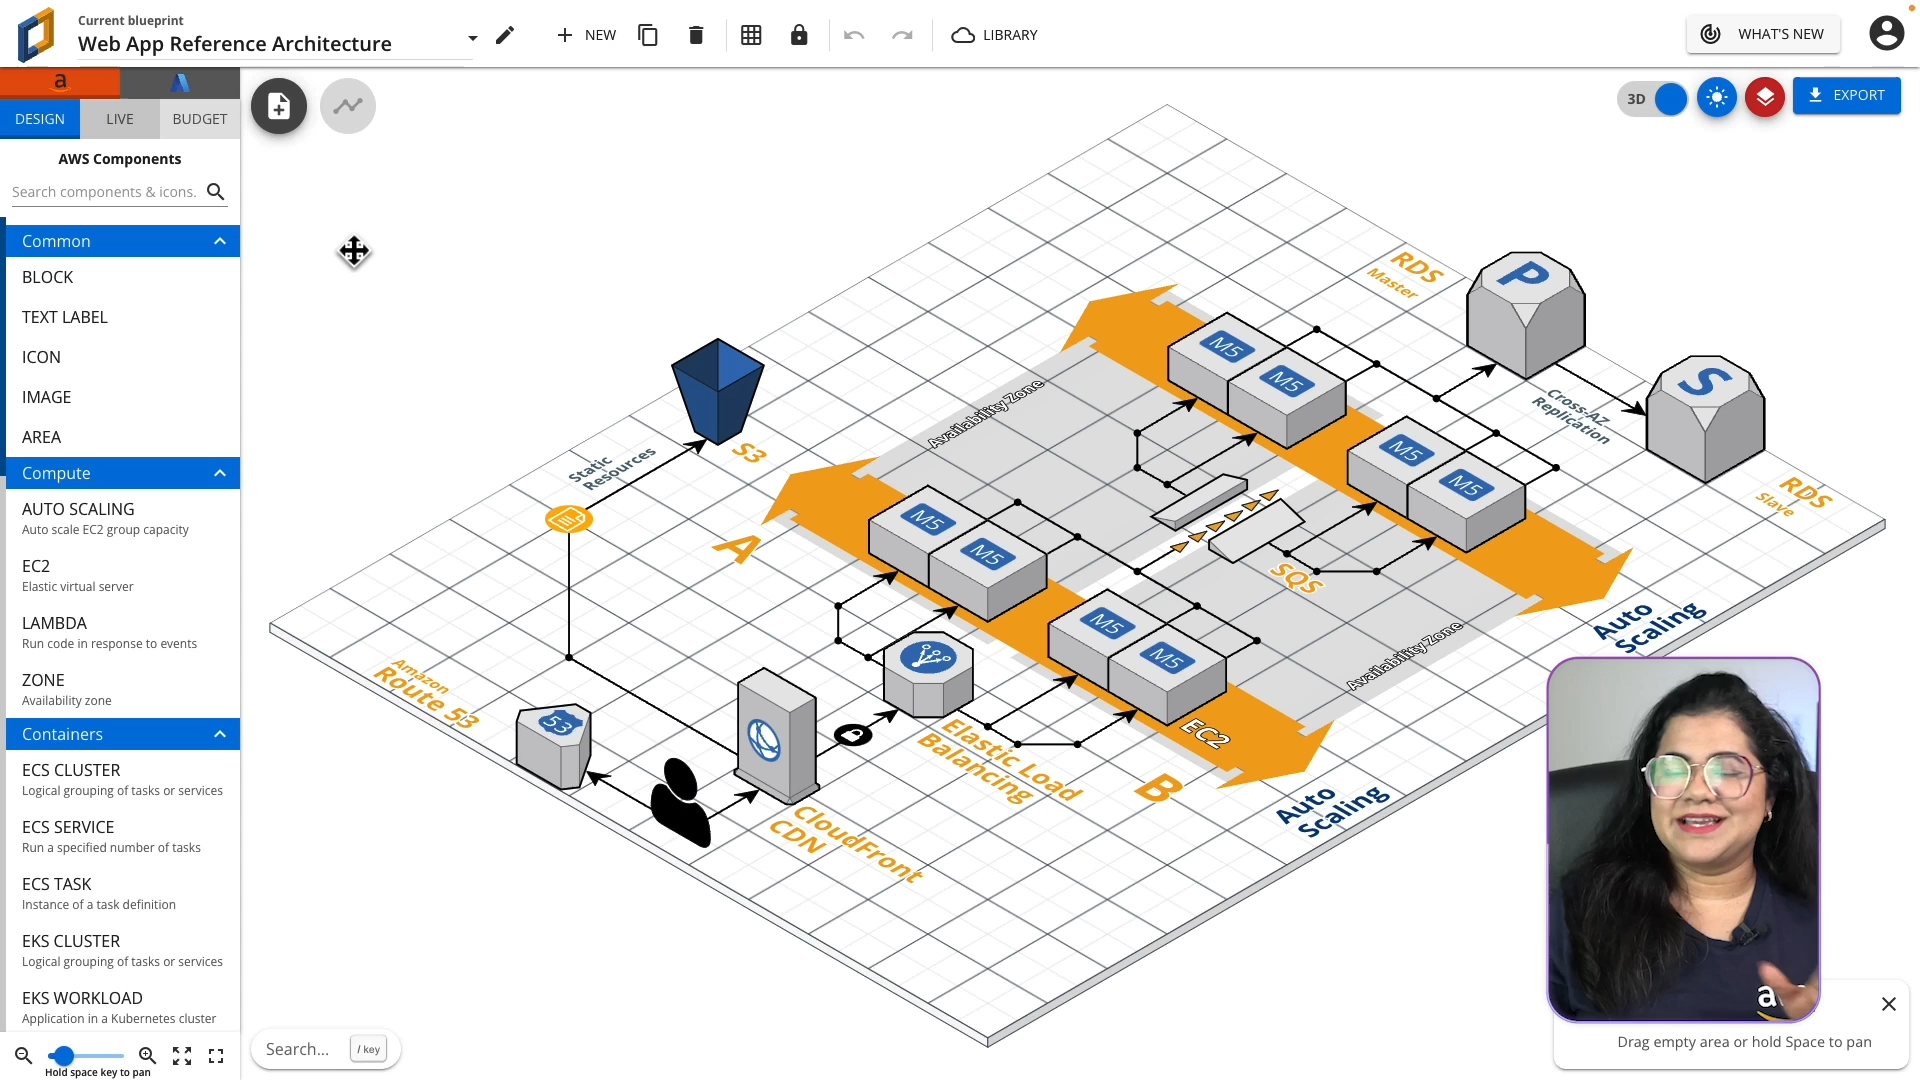 Current blueprint
Web App Reference Architecture
NEW
LIBRARY
WHAT'S NEW
a
DESIGN
LIVE
BUDGET
3D
EXPORT
AWS Components
Search components & icons.
Common
BLOCK
TEXT LABEL
ICON
IMAGE
AREA
Compute
AUTO SCALING
Auto scale EC2 group capacity
EC2
Elastic virtual server
LAMBDA
Run code in response to events
ZONE
Availability zone
Containers
ECS CLUSTER
Logical grouping of tasks or services
ECS SERVICE
Run a specified number of tasks
ECS TASK
Instance of a task definition
EKS CLUSTER
Logical grouping of tasks or services
EKS WORKLOAD
Application in a Kubernetes cluster
Hold space key to pan
Search...
/ key
RDS
Master
P
Cross-AZ
Replication
S
RDS
Slave
M5
M5
M5
M5
Availability Zone
Static
Resources
S3
A
M5
M5
SQS
M5
M5
Availability Zone
Auto
Scaling
Amazon
Route 53
53
Elastic Load
Balancing
EC2
B
Auto
Scaling
CloudFront
CDN
a
Drag empty area or hold Space to pan